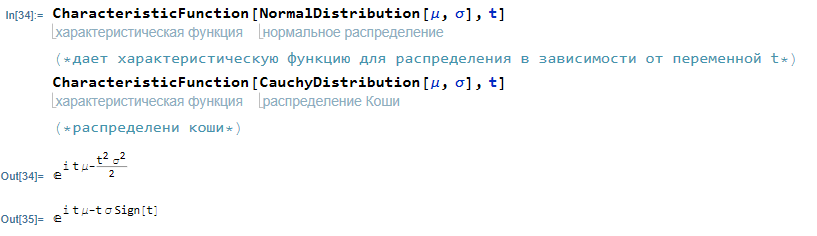 In[34]:= CharacteristicFunction[NormalDistribution[μ, σ], t]
характеристическая функция нормальное распределение
(*дает характеристическую функцию для распределения в зависимости от переменной t*)
CharacteristicFunction[CauchyDistribution[μ, σ], t]
характеристическая функция распределение Коши
(*распределени коши*)
Out[34]= ⅇ^(ⅈ t μ - t² σ²/2)
Out[35]= ⅇ^(ⅈ t μ - t σ Sign[t])